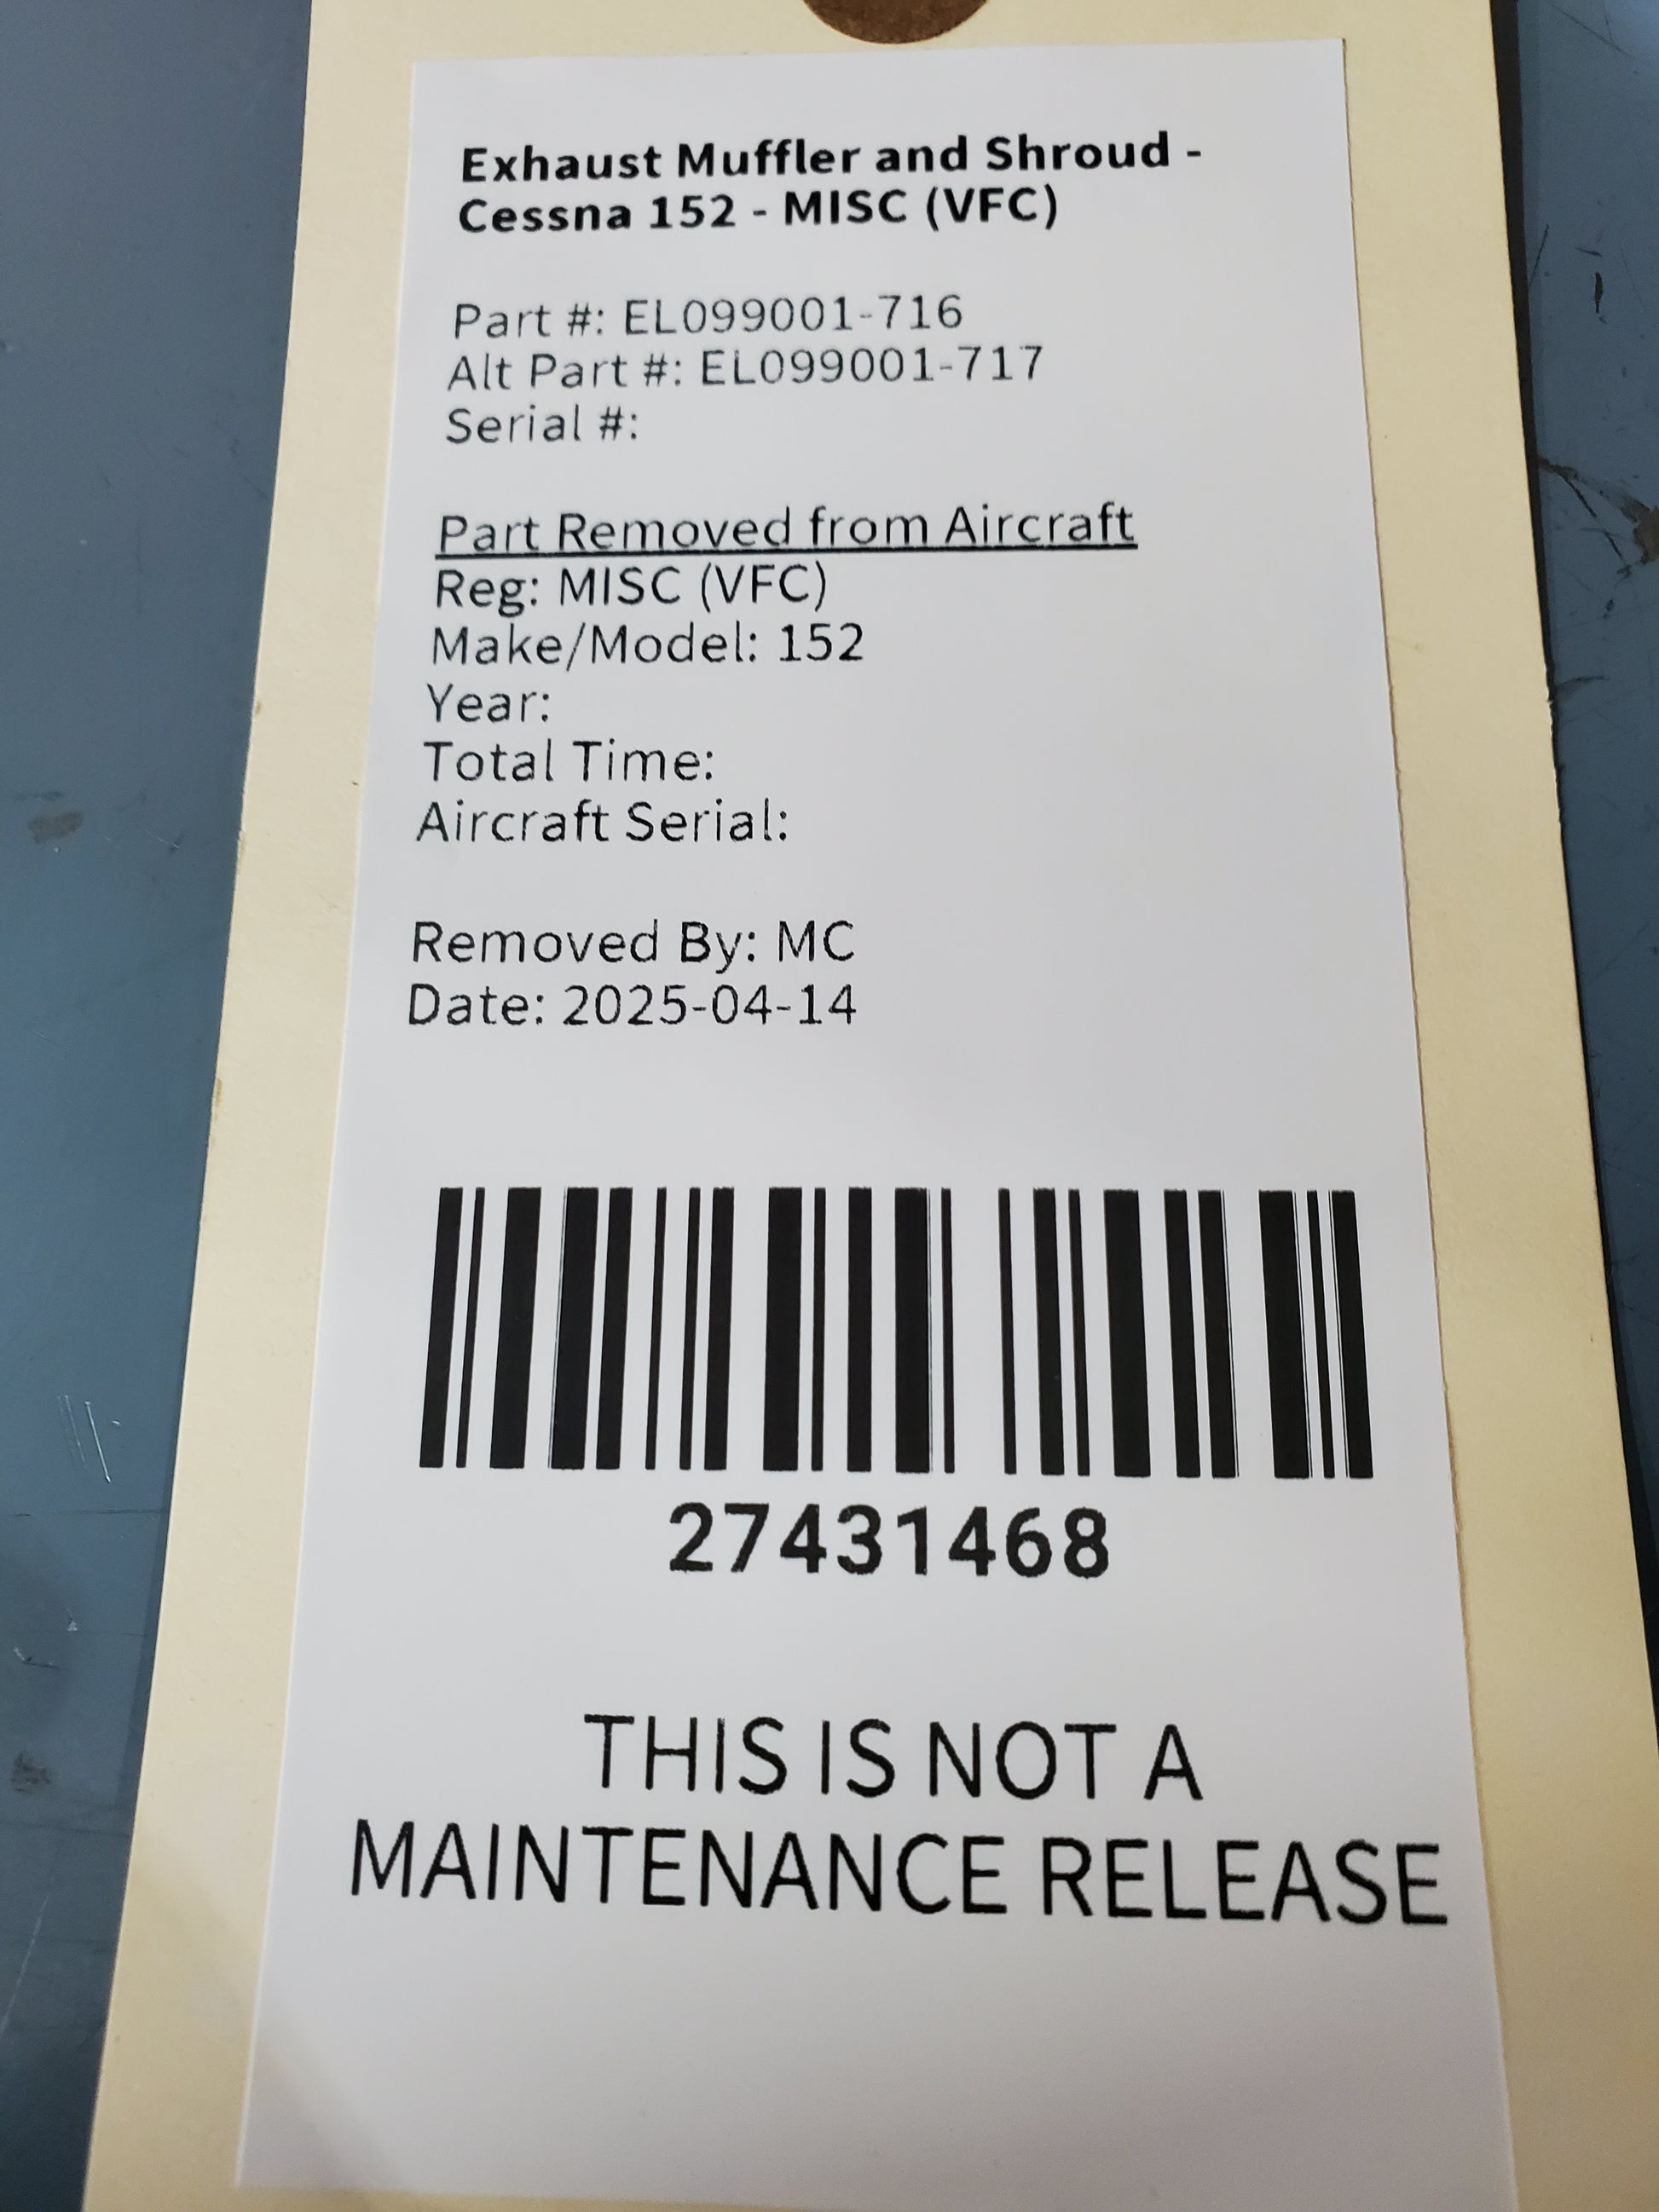 Exhaust Muffler and Shroud -
Cessna 152 - MISC (VFC)
Part #: EL099001-716
Alt Part #: EL099001-717
Serial #:
Part Removed from Aircraft
Reg: MISC (VFC)
Make/Model: 152
Year:
Total Time:
Aircraft Serial:
Removed By: MC
Date: 2025-04-14
27431468
THIS IS NOT A
MAINTENANCE RELEASE